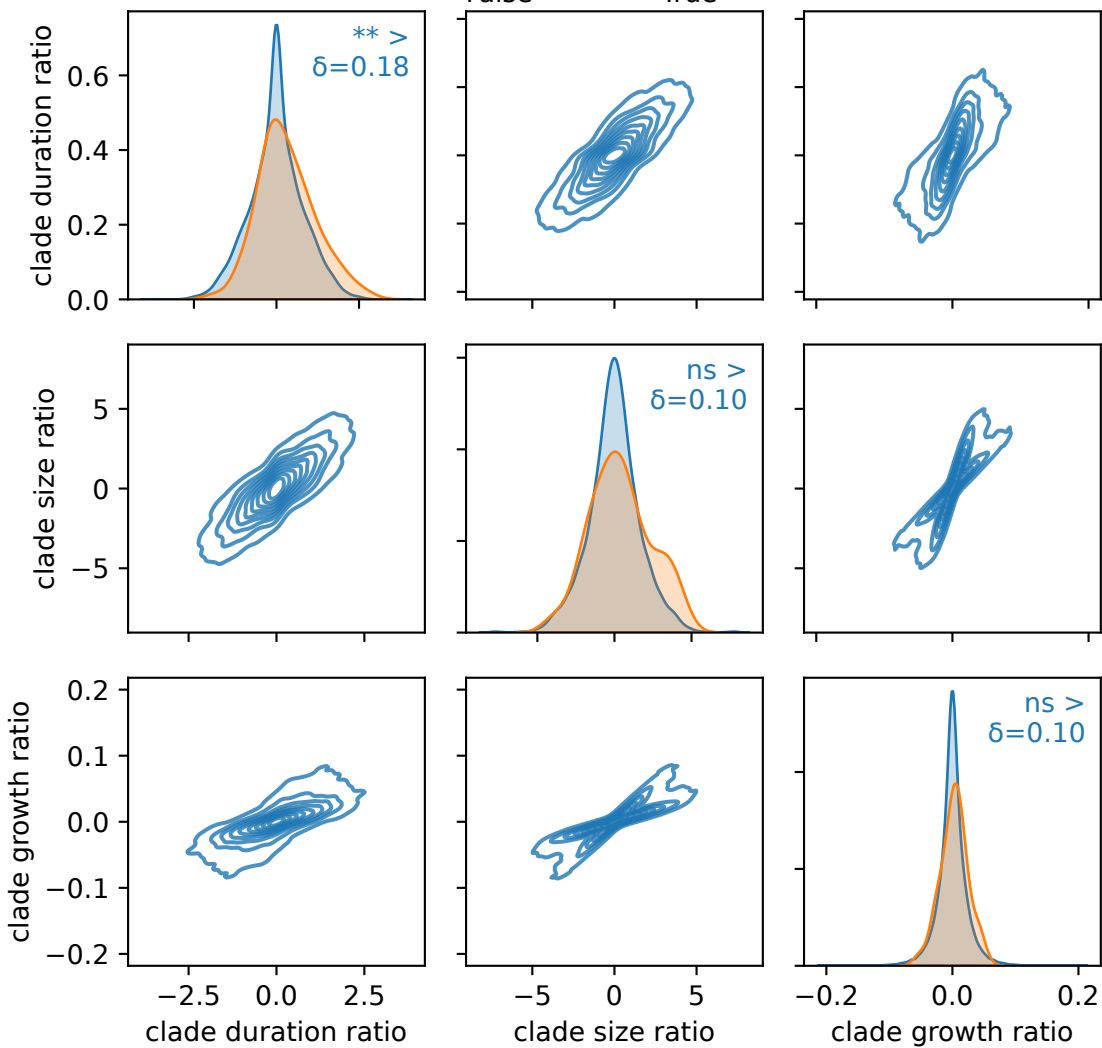 clade duration ratio
0.6
0.4
0.2
0.0
** >
δ=0.18
clade size ratio
5
0
−5
ns >
δ=0.10
clade growth ratio
0.2
0.1
0.0
−0.1
−0.2
ns >
δ=0.10
−2.5 0.0 2.5
−5 0 5
−0.2 0.0 0.2
clade duration ratio
clade size ratio
clade growth ratio